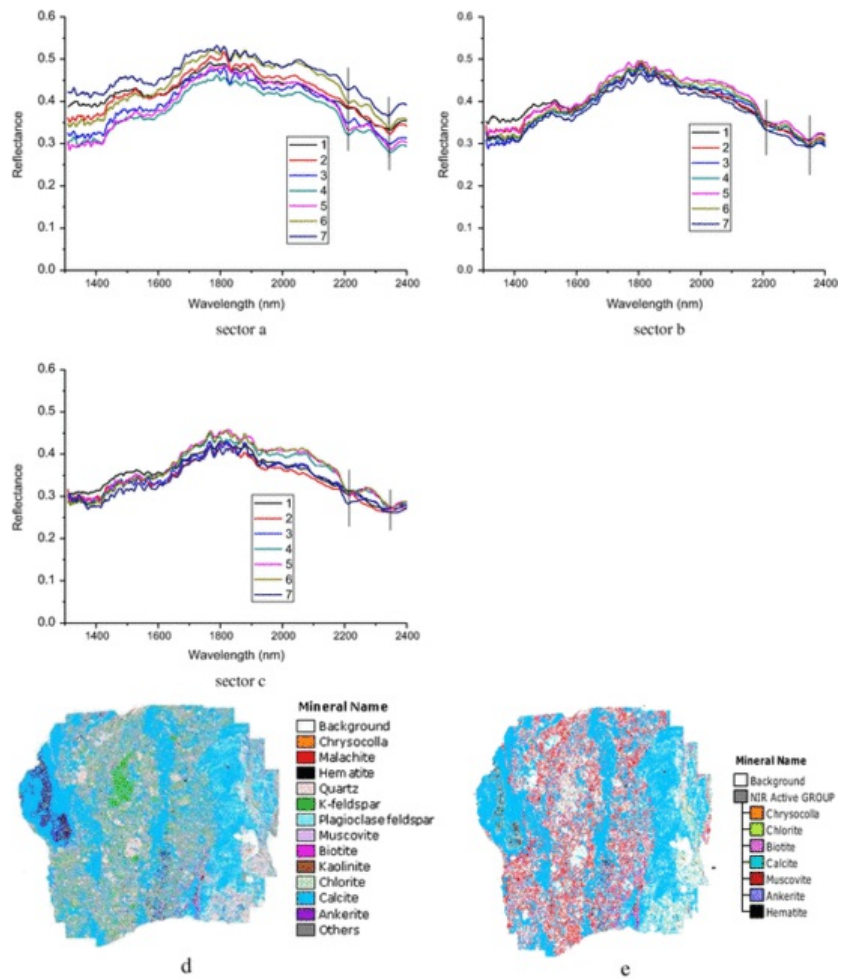 0.6
0.5
0.4
0.3
0.2
0.1
0.0
Reflectance
1
2
3
4
5
6
7
1400 1600 1800 2000 2200 2400
Wavelength (nm)
sector a
0.6
0.5
0.4
0.3
0.2
0.1
0.0
Reflectance
1
2
3
4
5
6
7
1400 1600 1800 2000 2200 2400
Wavelength (nm)
sector b
0.6
0.5
0.4
0.3
0.2
0.1
0.0
Reflectance
1
2
3
4
5
6
7
1400 1600 1800 2000 2200 2400
Wavelength (nm)
sector c
Mineral Name
Background
Chrysocolla
Malachite
Hematite
Quartz
K-feldspar
Plagioclase feldspar
Muscovite
Biotite
Kaolinite
Chlorite
Calcite
Ankerite
Others
d
Mineral Name
Background
NIR Active GROUP
Chrysocolla
Chlorite
Biotite
Calcite
Muscovite
Ankerite
Hematite
e